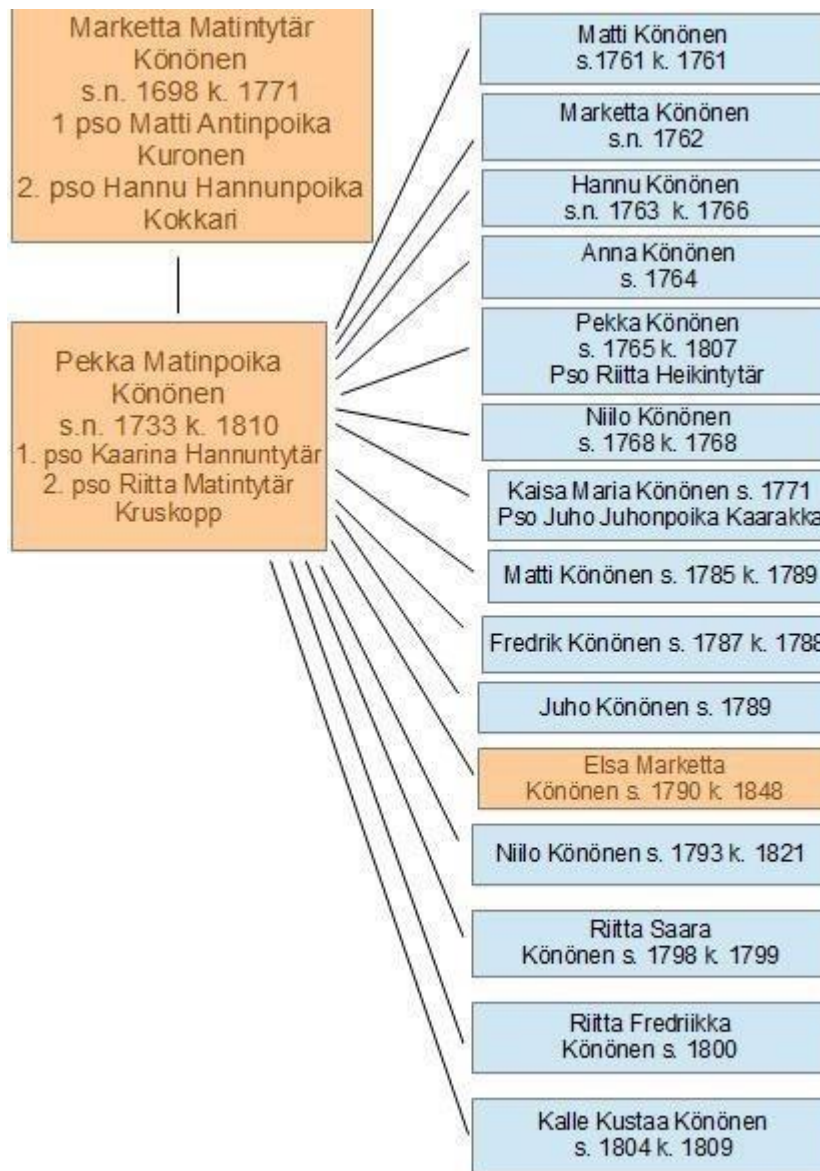 Marketta Matintytär
Könönen
s.n. 1698 k. 1771
1 pso Matti Antinpoika
Kuronen
2. pso Hannu Hannunpoika
Kokkari
Pekka Matinpoika
Könönen
s.n. 1733 k. 1810
1. pso Kaarina Hannuntytär
2. pso Riitta Matintytär
Kruskopp
Matti Könönen
s.1761 k. 1761
Marketta Könönen
s.n. 1762
Hannu Könönen
s.n. 1763 k. 1766
Anna Könönen
s. 1764
Pekka Könönen
s. 1765 k. 1807
Pso Riitta Heikintytär
Niilo Könönen
s. 1768 k. 1768
Kaisa Maria Könönen s. 1771
Pso Juho Juhonpoika Kaarakka
Matti Könönen s. 1785 k. 1789
Fredrik Könönen s. 1787 k. 1788
Juho Könönen s. 1789
Elsa Marketta
Könönen s. 1790 k. 1848
Niilo Könönen s. 1793 k. 1821
Riitta Saara
Könönen s. 1798 k. 1799
Riitta Fredriikka
Könönen s. 1800
Kalle Kustaa Könönen
s. 1804 k. 1809